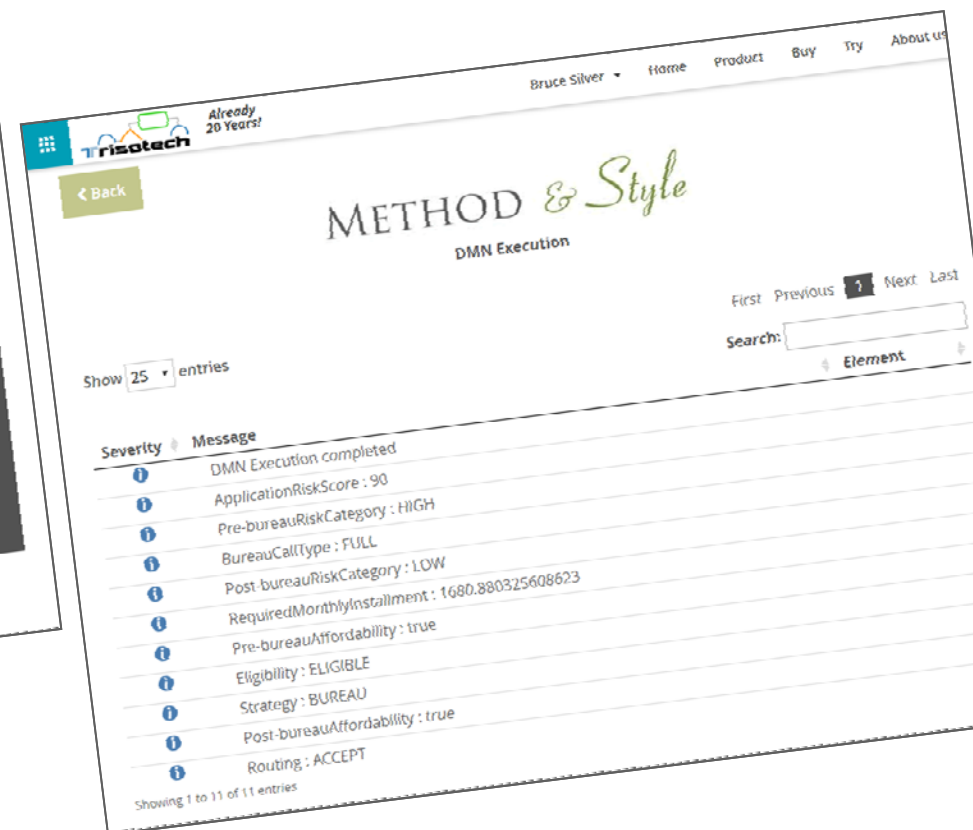 Bruce Silver Home Product Buy Try About us
Trisotech
Already
20 Years!
Back
METHOD & Style
DMN Execution
First Previous 1 Next Last
Search:
Show 25 entries
Severity Message Element
DMN Execution completed
ApplicationRiskScore : 90
Pre-bureauRiskCategory : HIGH
BureauCallType : FULL
Post-bureauRiskCategory : LOW
RequiredMonthlyInstallment : 1680.880325608623
Pre-bureauAffordability : true
Eligibility : ELIGIBLE
Strategy : BUREAU
Post-bureauAffordability : true
Routing : ACCEPT
Showing 1 to 11 of 11 entries